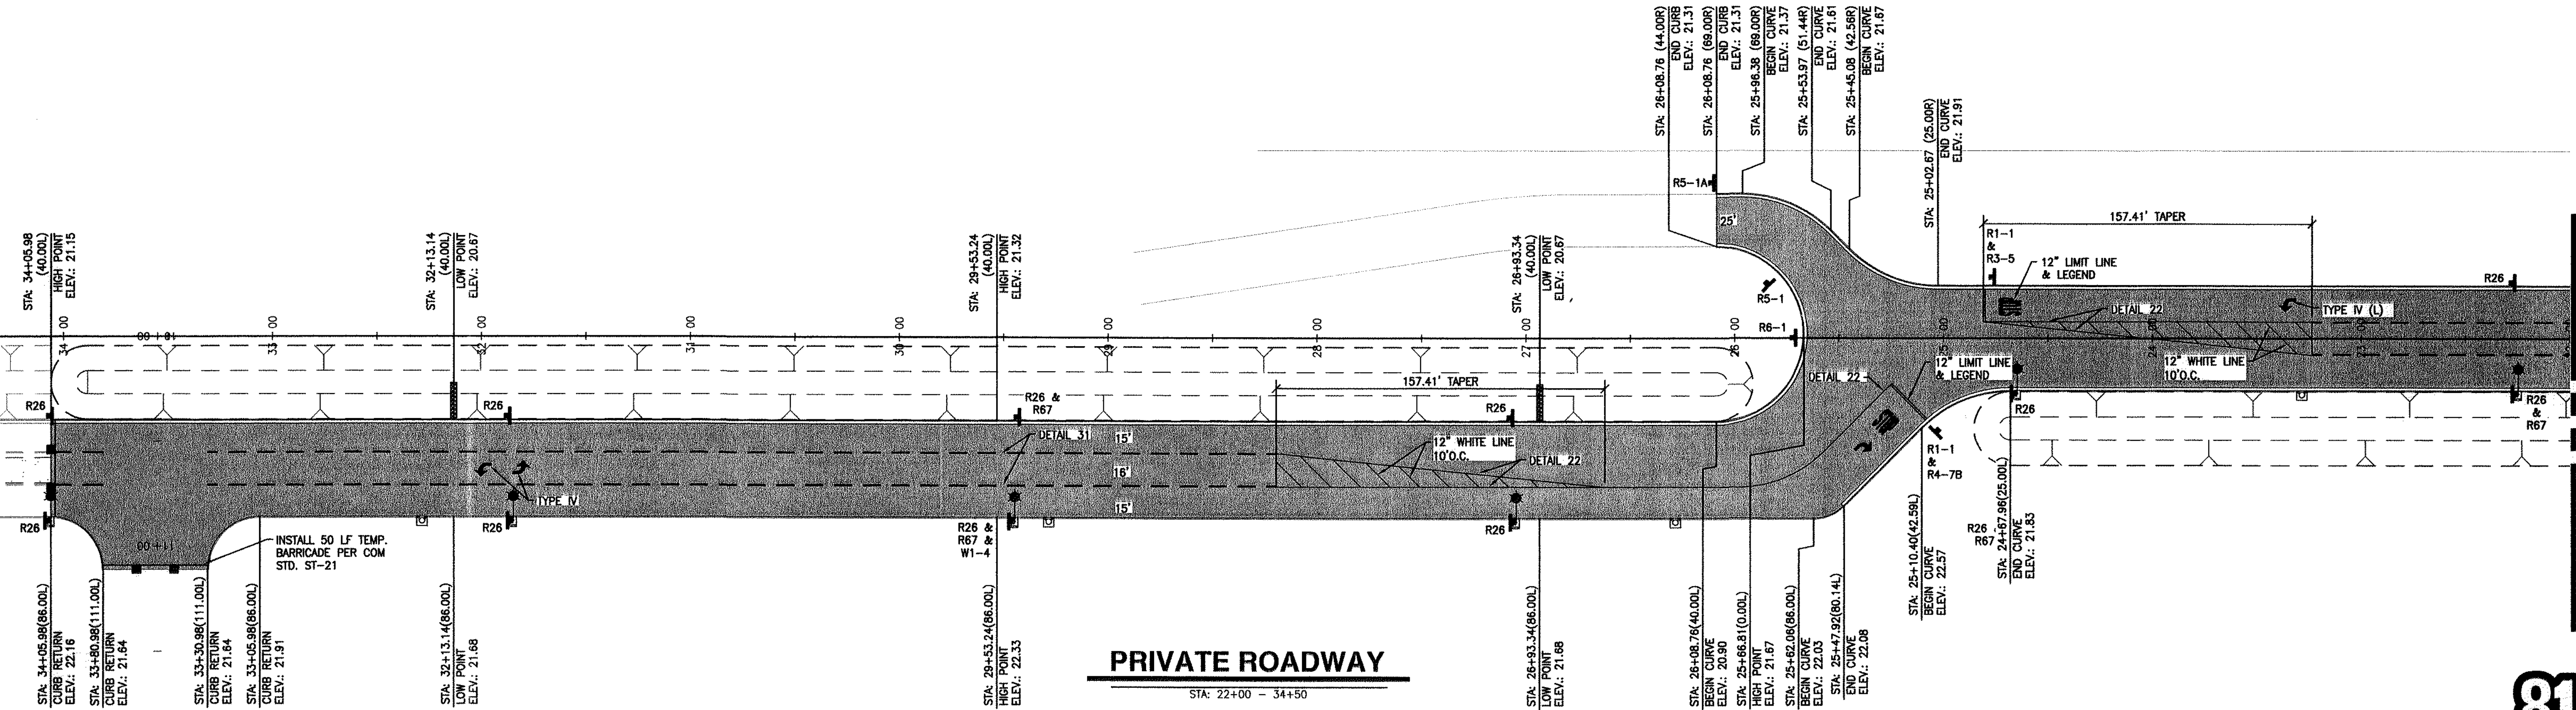 STA: 26+08.76 (44.00R)
END CURB
ELEV.: 21.31
STA: 26+08.76 (69.00R)
END CURB
ELEV.: 21.31
STA: 25+96.38 (69.00R)
BEGIN CURVE
ELEV.: 21.37
STA: 25+53.97 (51.44R)
END CURVE
ELEV.: 21.61
STA: 25+45.08 (42.56R)
BEGIN CURVE
ELEV.: 21.67
STA: 25+02.67 (25.00R)
END CURVE
ELEV.: 21.91
STA: 34+05.98
(40.00L)
HIGH POINT
ELEV.: 21.15
STA: 32+13.14
(40.00L)
LOW POINT
ELEV.: 20.67
STA: 29+53.24
(40.00L)
HIGH POINT
ELEV.: 21.32
STA: 26+93.34
(40.00L)
LOW POINT
ELEV.: 20.67
R5-1A
25'
R5-1
R6-1
157.41' TAPER
R1-1
&
R3-5
12" LIMIT LINE
& LEGEND
R26
DETAIL 22
TYPE IV (L)
12" WHITE LINE
10'O.C.
34+00
10+00
33+00
32+00
31+00
30+00
29+00
28+00
27+00
26+00
25+00
24+00
23+00
R26
R26
R26 &
R67
157.41' TAPER
R26
DETAIL 22
12" LIMIT LINE
& LEGEND
R26
R26
&
R67
DETAIL 31
15'
16'
15'
12" WHITE LINE
10'O.C.
DETAIL 22
TYPE IV
R1-1
&
R4-7B
R26
R26
R26 &
R67 &
W1-4
R26
R26
R67
11+00
INSTALL 50 LF TEMP.
BARRICADE PER COM
STD. ST-21
STA: 34+05.98(86.00L)
CURB RETURN
ELEV.: 22.16
STA: 33+80.98(111.00L)
CURB RETURN
ELEV.: 21.64
STA: 33+30.98(111.00L)
CURB RETURN
ELEV.: 21.64
STA: 33+05.98(86.00L)
CURB RETURN
ELEV.: 21.91
STA: 32+13.14(86.00L)
LOW POINT
ELEV.: 21.68
STA: 29+53.24(86.00L)
HIGH POINT
ELEV.: 22.33
STA: 26+93.34(86.00L)
LOW POINT
ELEV.: 21.68
STA: 26+08.76(40.00L)
BEGIN CURVE
ELEV.: 20.90
STA: 25+66.81(0.00L)
HIGH POINT
ELEV.: 21.67
STA: 25+62.06(86.00L)
BEGIN CURVE
ELEV.: 22.03
STA: 25+47.92(80.14L)
END CURVE
ELEV.: 22.08
STA: 25+10.40(42.59L)
BEGIN CURVE
ELEV.: 22.57
STA: 24+67.96(25.00L)
END CURVE
ELEV.: 21.83
PRIVATE ROADWAY
STA: 22+00 - 34+50
81